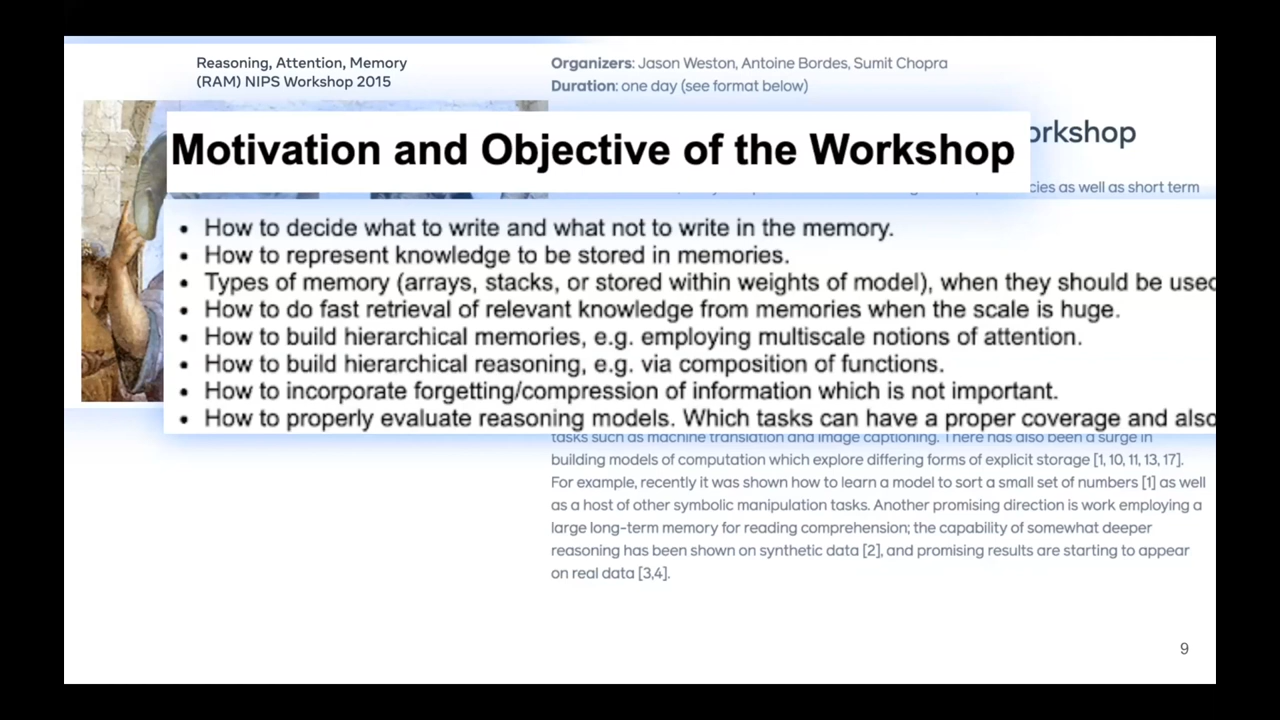 Reasoning, Attention, Memory
(RAM) NIPS Workshop 2015
Organizers: Jason Weston, Antoine Bordes, Sumit Chopra
Duration: one day (see format below)
Motivation and Objective of the Workshop
as well as short term
How to decide what to write and what not to write in the memory.
How to represent knowledge to be stored in memories.
Types of memory (arrays, stacks, or stored within weights of model), when they should be used
How to do fast retrieval of relevant knowledge from memories when the scale is huge.
How to build hierarchical memories, e.g. employing multiscale notions of attention.
How to build hierarchical reasoning, e.g. via composition of functions.
How to incorporate forgetting/compression of information which is not important.
How to properly evaluate reasoning models. Which tasks can have a proper coverage and also
tasks such as machine translation and image captioning. There has also been a surge in
building models of computation which explore differing forms of explicit storage [1, 10, 11, 13, 17].
For example, recently it was shown how to learn a model to sort a small set of numbers [1] as well
as a host of other symbolic manipulation tasks. Another promising direction is work employing a
large long-term memory for reading comprehension; the capability of somewhat deeper
reasoning has been shown on synthetic data [2], and promising results are starting to appear
on real data [3,4].
9